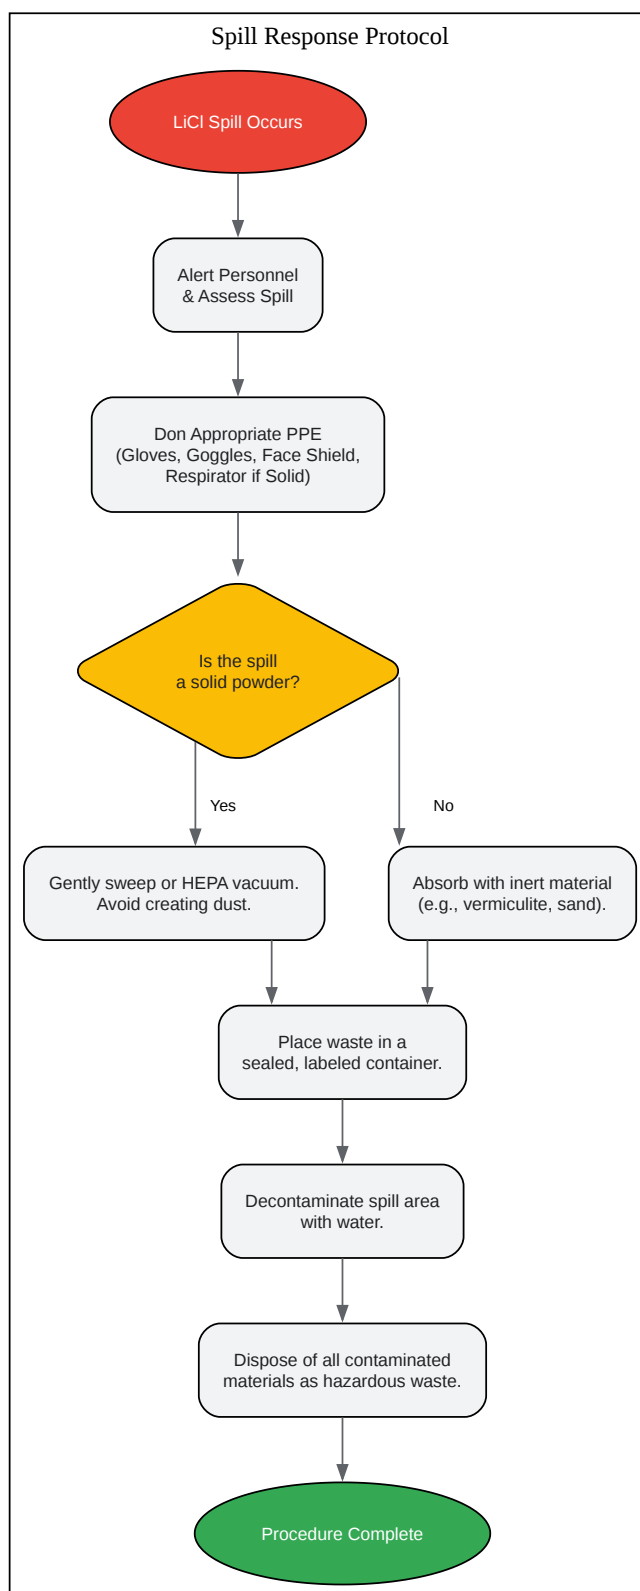 Spill Response Protocol
LiCl Spill Occurs
Alert Personnel
& Assess Spill
Don Appropriate PPE
(Gloves, Goggles, Face Shield,
Respirator if Solid)
Is the spill
a solid powder?
Yes
No
Gently sweep or HEPA vacuum.
Avoid creating dust.
Absorb with inert material
(e.g., vermiculite, sand).
Place waste in a
sealed, labeled container.
Decontaminate spill area
with water.
Dispose of all contaminated
materials as hazardous waste.
Procedure Complete